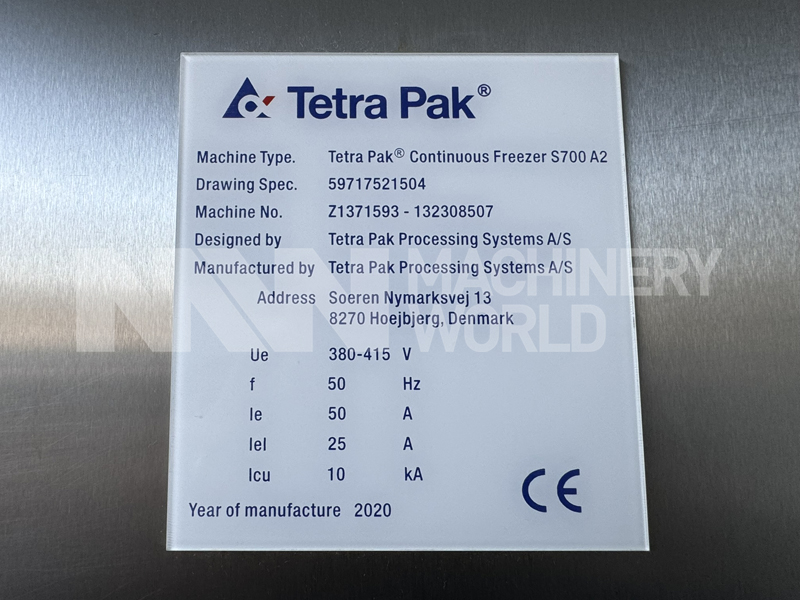 Tetra Pak®
Machine Type. Tetra Pak® Continuous Freezer S700 A2
Drawing Spec. 59717521504
Machine No. Z1371593 - 132308507
Designed by Tetra Pak Processing Systems A/S
Manufactured by Tetra Pak Processing Systems A/S
Address Soeren Nymarksvej 13
8270 Hoejbjerg, Denmark
MACHINERY
WORLD
Ue 380-415 V
f 50 Hz
Ie 50 A
Iel 25 A
Icu 10 kA
CE
Year of manufacture 2020